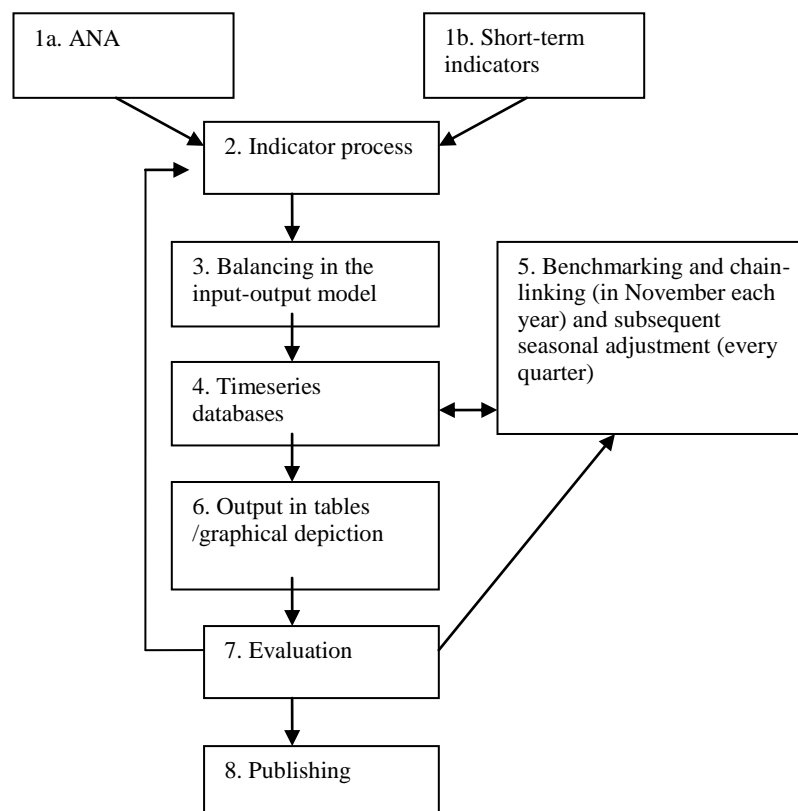 1a. ANA
1b. Short-term
indicators
2. Indicator process
3. Balancing in the
input-output model
5. Benchmarking and chain-
linking (in November each
year) and subsequent
seasonal adjustment (every
quarter)
4. Timeseries
databases
6. Output in tables
/graphical depiction
7. Evaluation
8. Publishing